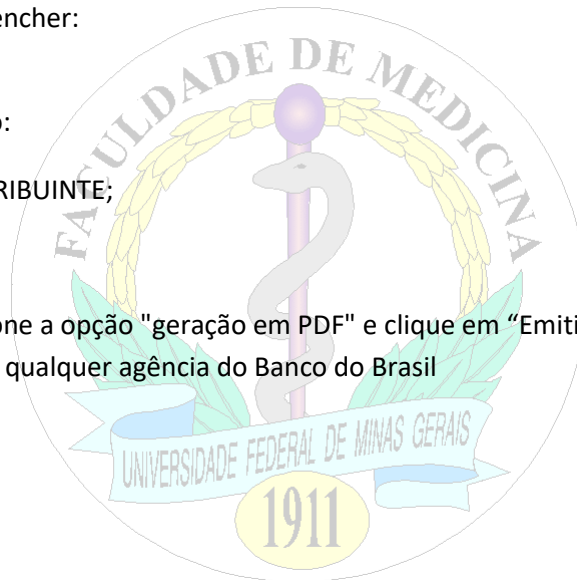 encher:
FACULDADE DE MEDICINA
o:
RIBUINTE;
one a opção "geração em PDF" e clique em “Emiti
qualquer agência do Banco do Brasil
UNIVERSIDADE FEDERAL DE MINAS GERAIS
1911